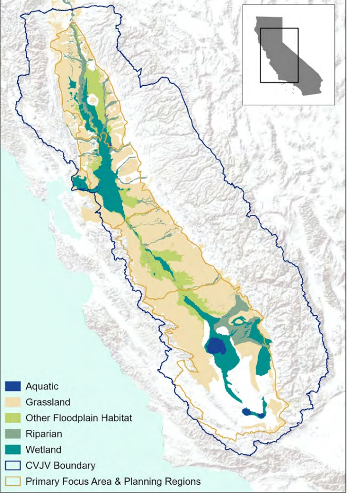 Aquatic
Grassland
Other Floodplain Habitat
Riparian
Wetland
CVJV Boundary
Primary Focus Area & Planning Regions